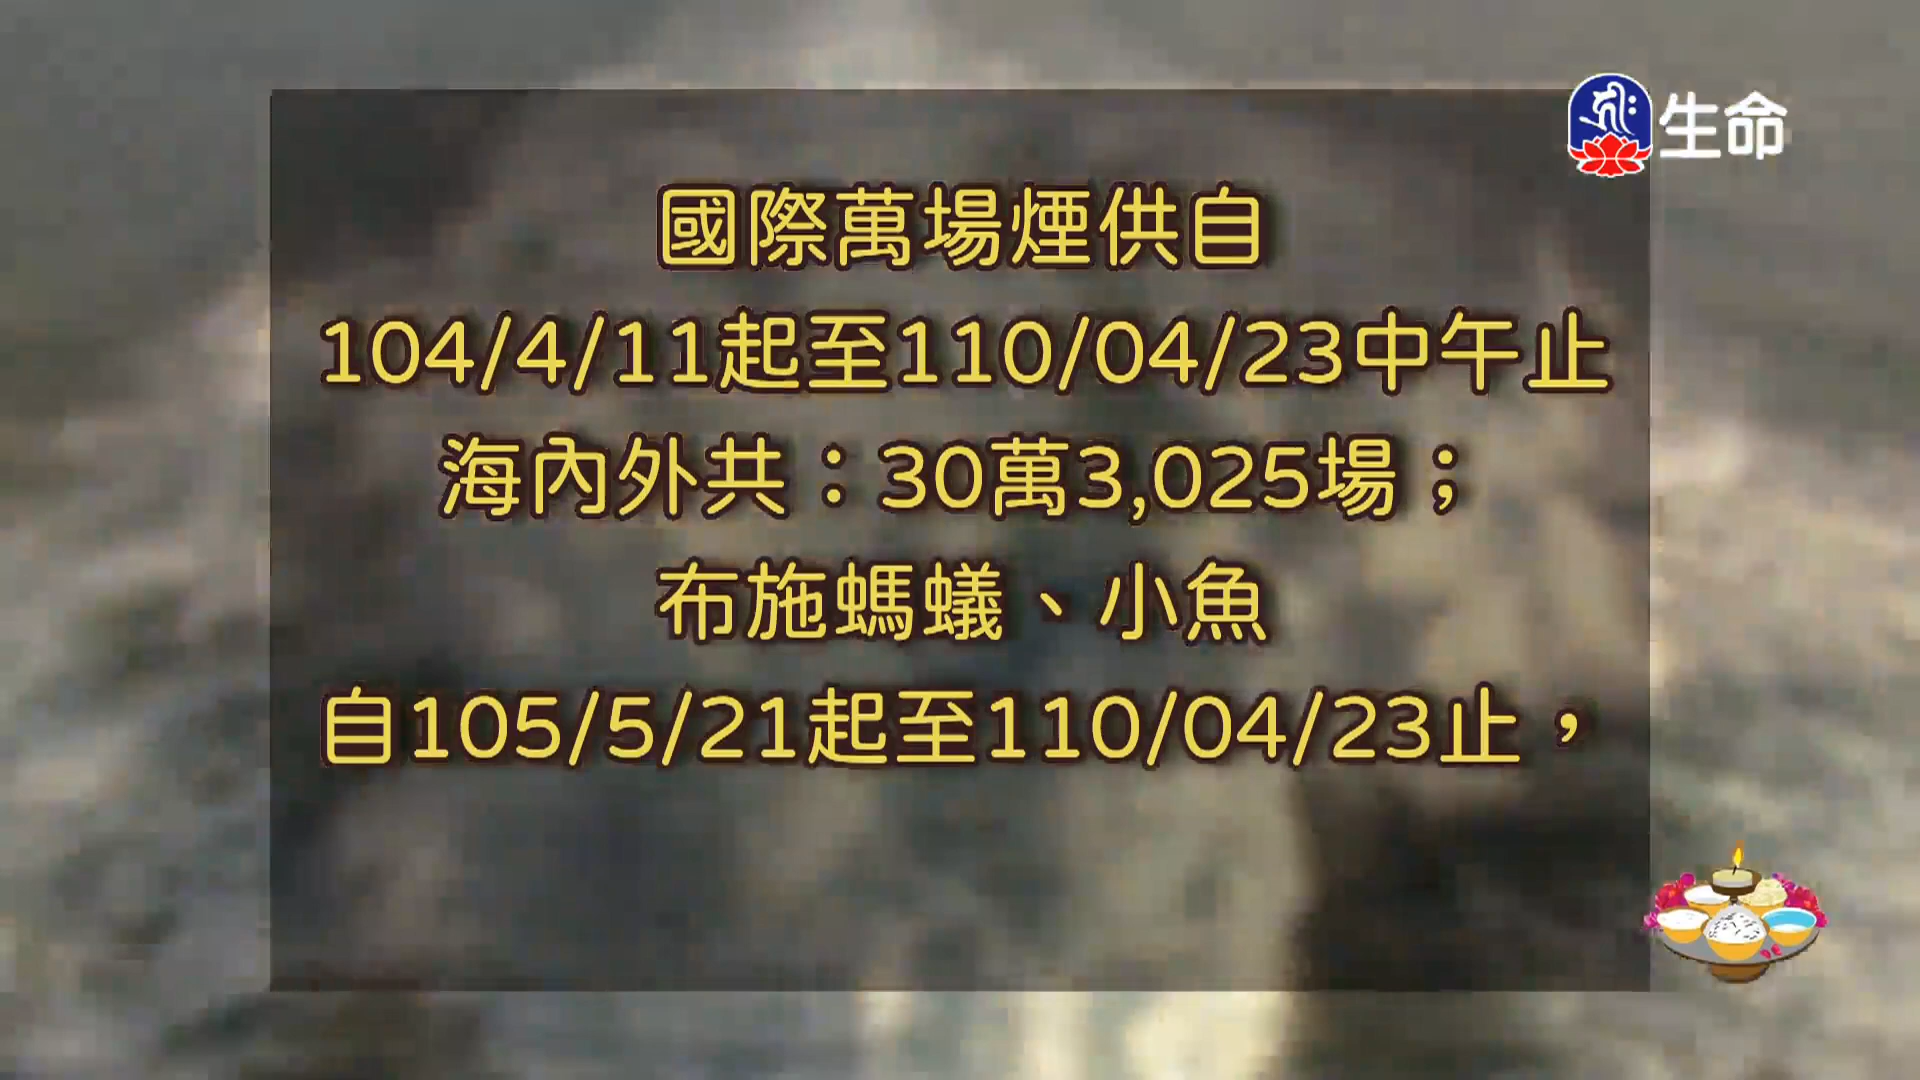 生命
國際萬場煙供自
104/4/11起至110/04/23中午止
海內外共：30萬3,025場；
布施螞蟻、小魚
自105/5/21起至110/04/23止，